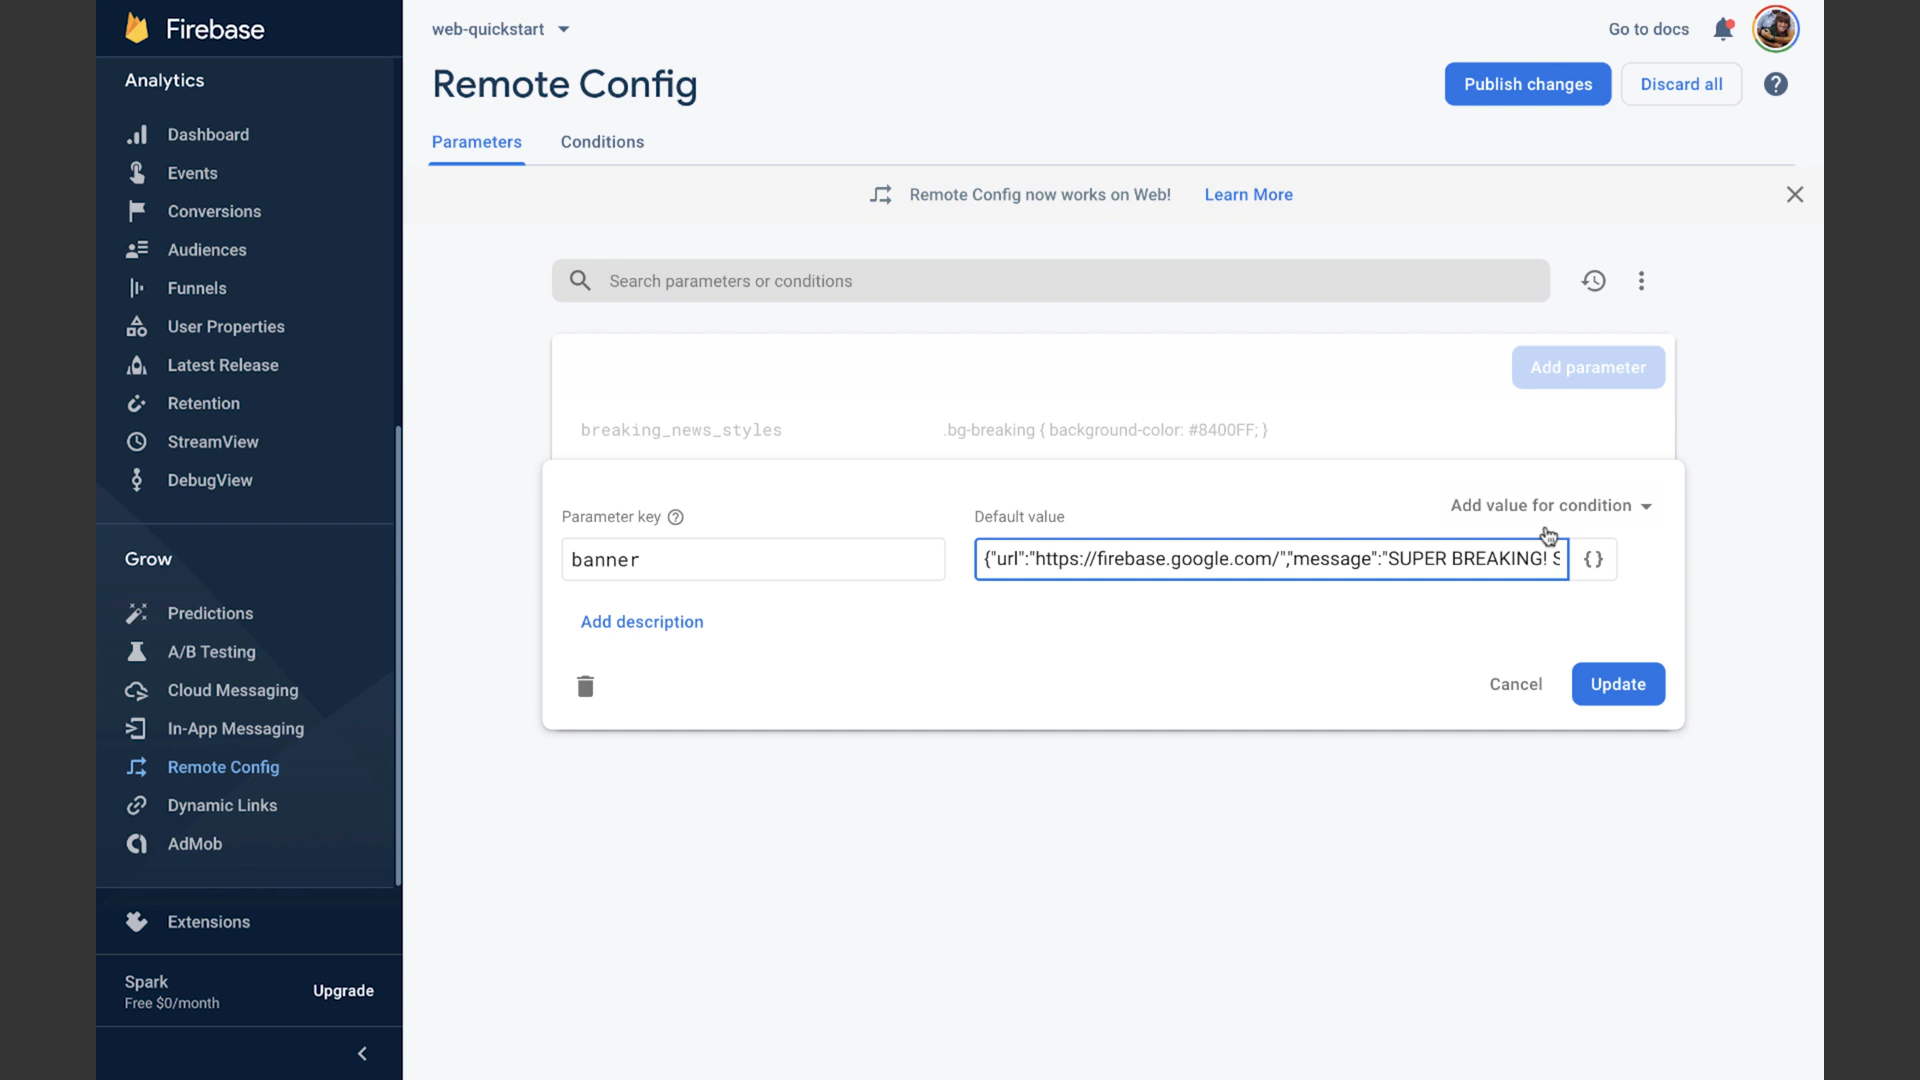 Firebase
Analytics
Dashboard
Events
Conversions
Audiences
Funnels
User Properties
Latest Release
Retention
StreamView
DebugView
Grow
Predictions
A/B Testing
Cloud Messaging
In-App Messaging
Remote Config
Dynamic Links
AdMob
Extensions
Spark
Free $0/month
Upgrade
web-quickstart
Go to docs
Remote Config
Publish changes
Discard all
Parameters
Conditions
Remote Config now works on Web!
Learn More
Search parameters or conditions
Add parameter
breaking_news_styles
.bg-breaking { background-color: #8400FF; }
Add value for condition
Parameter key
Default value
banner
{"url":"https://firebase.google.com/","message":"SUPER BREAKING! S
{}
Add description
Cancel
Update